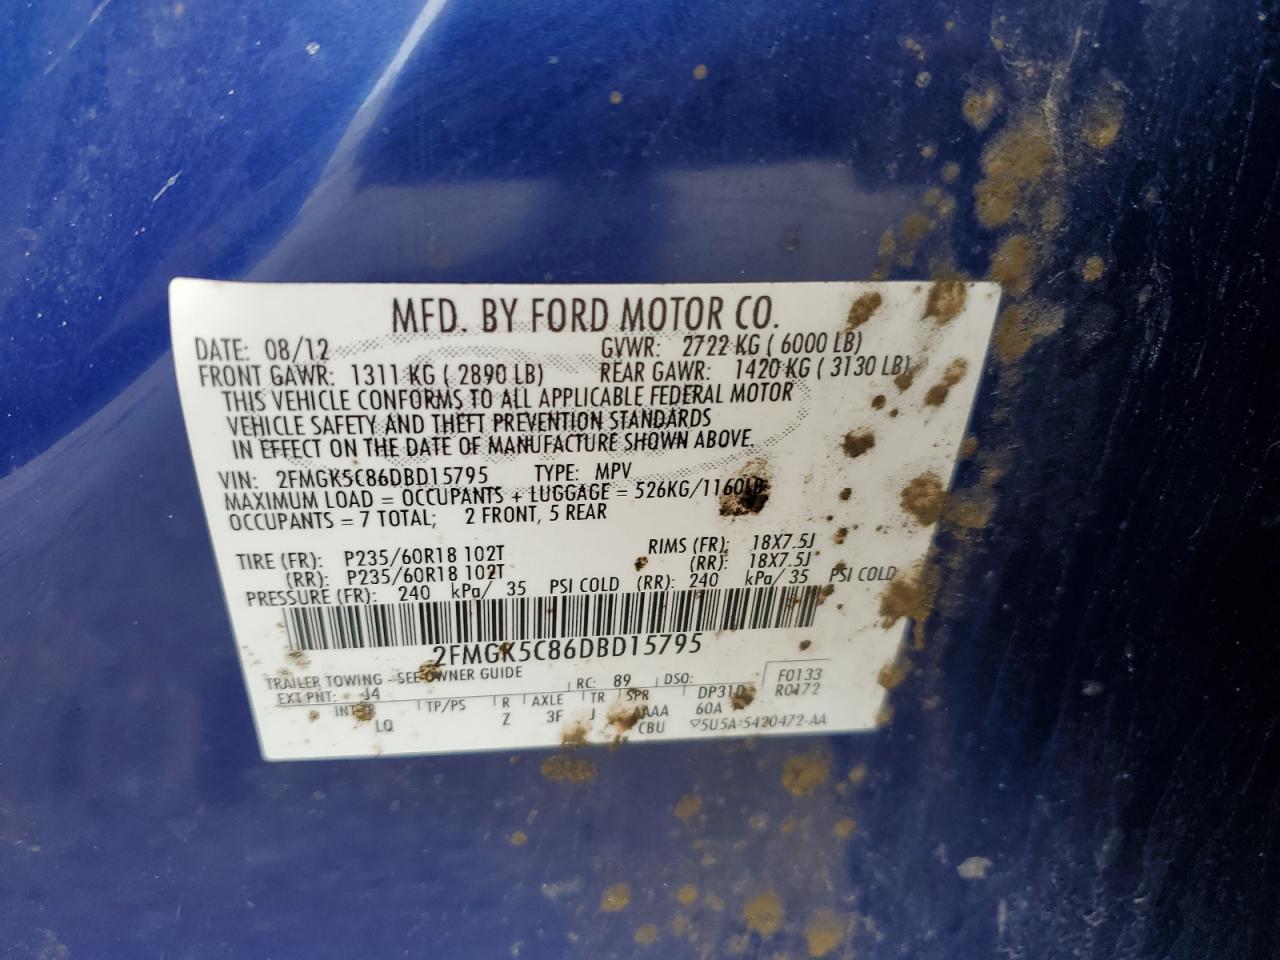 MFD. BY FORD MOTOR CO.
DATE: 08/12 GVWR: 2722 KG ( 6000 LB)
FRONT GAWR: 1311 KG ( 2890 LB) REAR GAWR: 1420 KG ( 3130 LB)
THIS VEHICLE CONFORMS TO ALL APPLICABLE FEDERAL MOTOR
VEHICLE SAFETY AND THEFT PREVENTION STANDARDS
IN EFFECT ON THE DATE OF MANUFACTURE SHOWN ABOVE.
VIN: 2FMGK5C86DBD15795 TYPE: MPV
MAXIMUM LOAD = OCCUPANTS + LUGGAGE = 526KG/1160LB
OCCUPANTS = 7 TOTAL; 2 FRONT, 5 REAR
TIRE (FR): P235/60R18 102T RIMS (FR): 18X7.5J
(RR): P235/60R18 102T (RR): 18X7.5J
PRESSURE (FR): 240 kPa/ 35 PSI COLD (RR): 240 kPa/ 35 PSI COLD
2FMGK5C86DBD15795
TRAILER TOWING - SEE OWNER GUIDE
EXT PNT: J4 RC: 89 DSO: F0133
INT TR TP/PS R AXLE TR SPR DP31D R0172
LQ Z 3F J AAAA 60A
CBU 5U5A-5420472-AA